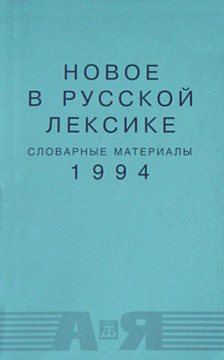 НОВОЕ
В РУССКОЙ
ЛЕКСИКЕ
СЛОВАРНЫЕ МАТЕРИАЛЫ
1994
А-Я